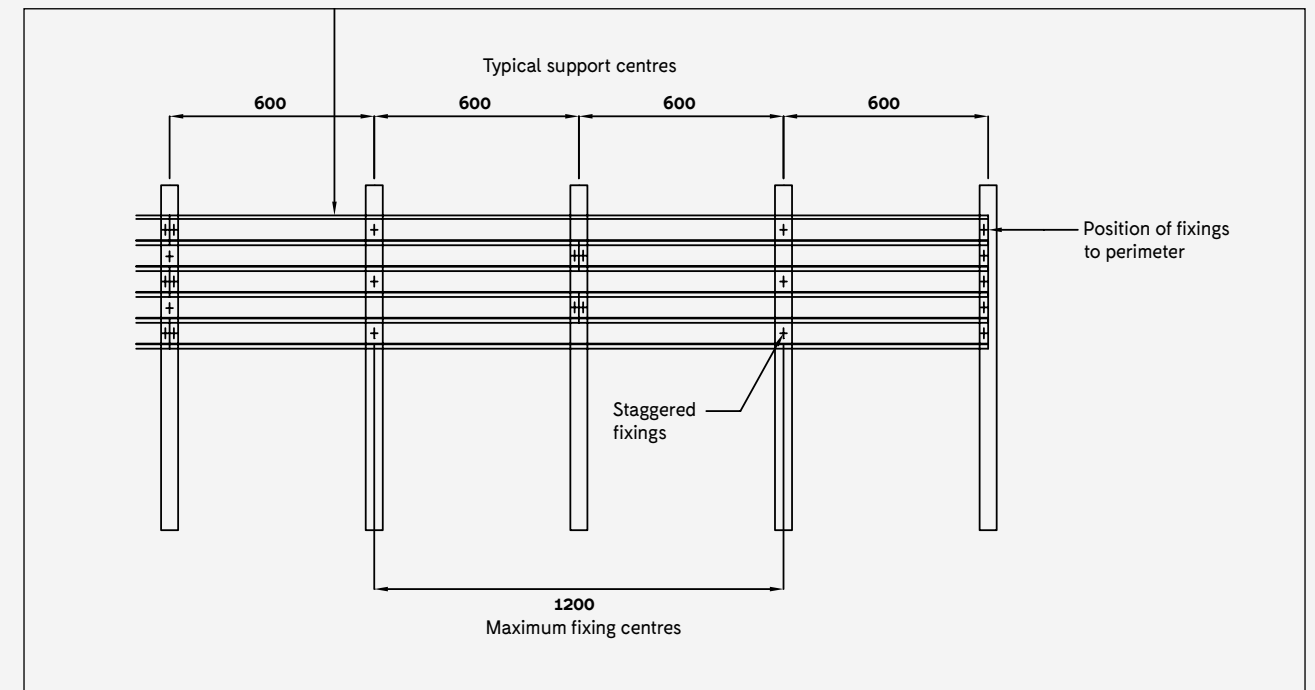 Typical support centres
600 600 600 600
Position of fixings
to perimeter
Staggered
fixings
1200
Maximum fixing centres